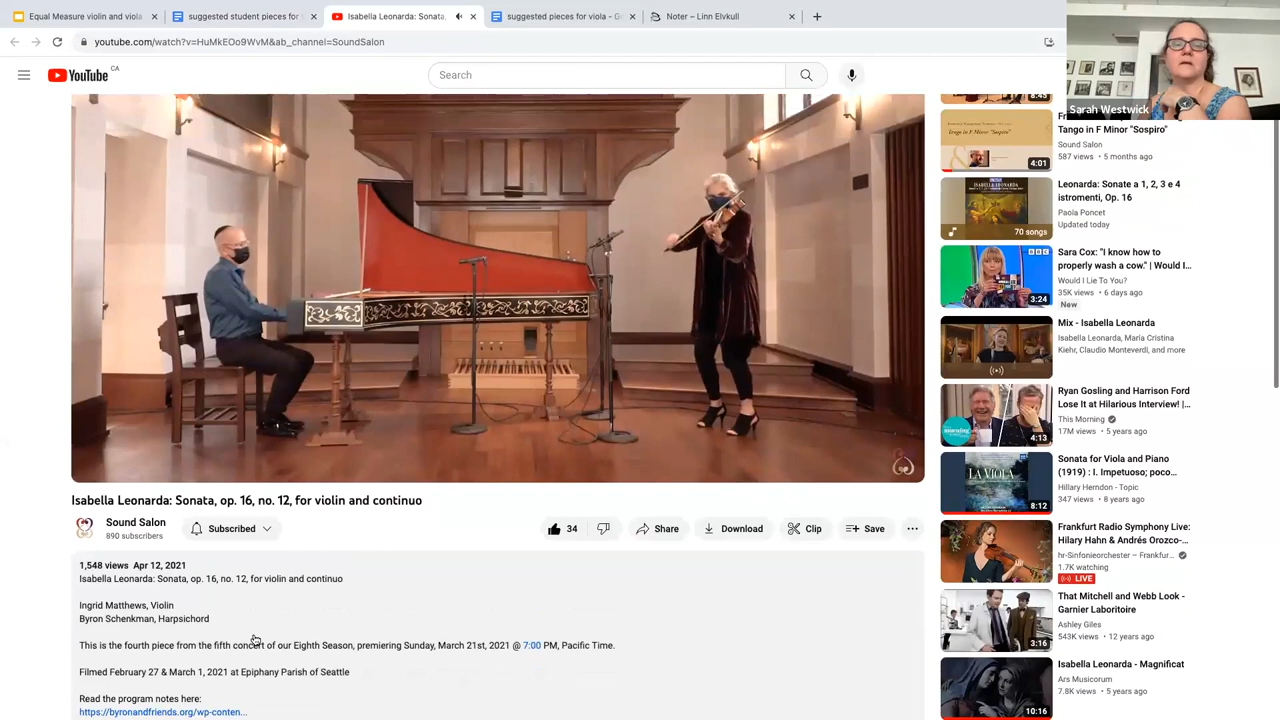 Equal Measure violin and viola
suggested student pieces for
Isabella Leonarda: Sonata,
suggested pieces for viola - G
Noter – Linn Elvkull
youtube.com/watch?v=HuMkEOo9WvM&ab_channel=SoundSalon
YouTube CA
Search
Sarah Westwick
8:45
Tango in F Minor "Sospiro"
Sound Salon
587 views • 5 months ago
4:01
Leonarda: Sonate a 1, 2, 3 e 4
istromenti, Op. 16
Paola Poncet
Updated today
ISABELLA LEONARDA
70 songs
Sara Cox: "I know how to
properly wash a cow." | Would I...
Would I Lie To You?
35K views • 6 days ago
New
BBC
3:24
Mix - Isabella Leonarda
Isabella Leonarda, Maria Cristina
Kiehr, Claudio Monteverdi, and more
Ryan Gosling and Harrison Ford
Lose It at Hilarious Interview! |...
This Morning
17M views • 5 years ago
4:13
Sonata for Viola and Piano
(1919) : I. Impetuoso; poco...
Hillary Herndon - Topic
347 views • 8 years ago
LA VIOLA
8:12
Frankfurt Radio Symphony Live:
Hilary Hahn & Andrés Orozco-...
hr-Sinfonieorchester – Frankfur...
1.7K watching
LIVE
That Mitchell and Webb Look -
Garnier Laboritoire
Ashley Giles
543K views • 12 years ago
3:16
Isabella Leonarda - Magnificat
Ars Musicorum
7.8K views • 5 years ago
10:16
Isabella Leonarda: Sonata, op. 16, no. 12, for violin and continuo
Sound Salon
890 subscribers
Subscribed
34
Share
Download
Clip
Save
1,548 views Apr 12, 2021
Isabella Leonarda: Sonata, op. 16, no. 12, for violin and continuo
Ingrid Matthews, Violin
Byron Schenkman, Harpsichord
This is the fourth piece from the fifth concert of our Eighth Season, premiering Sunday, March 21st, 2021 @ 7:00 PM, Pacific Time.
Filmed February 27 & March 1, 2021 at Epiphany Parish of Seattle
Read the program notes here:
https://byronandfriends.org/wp-conten...